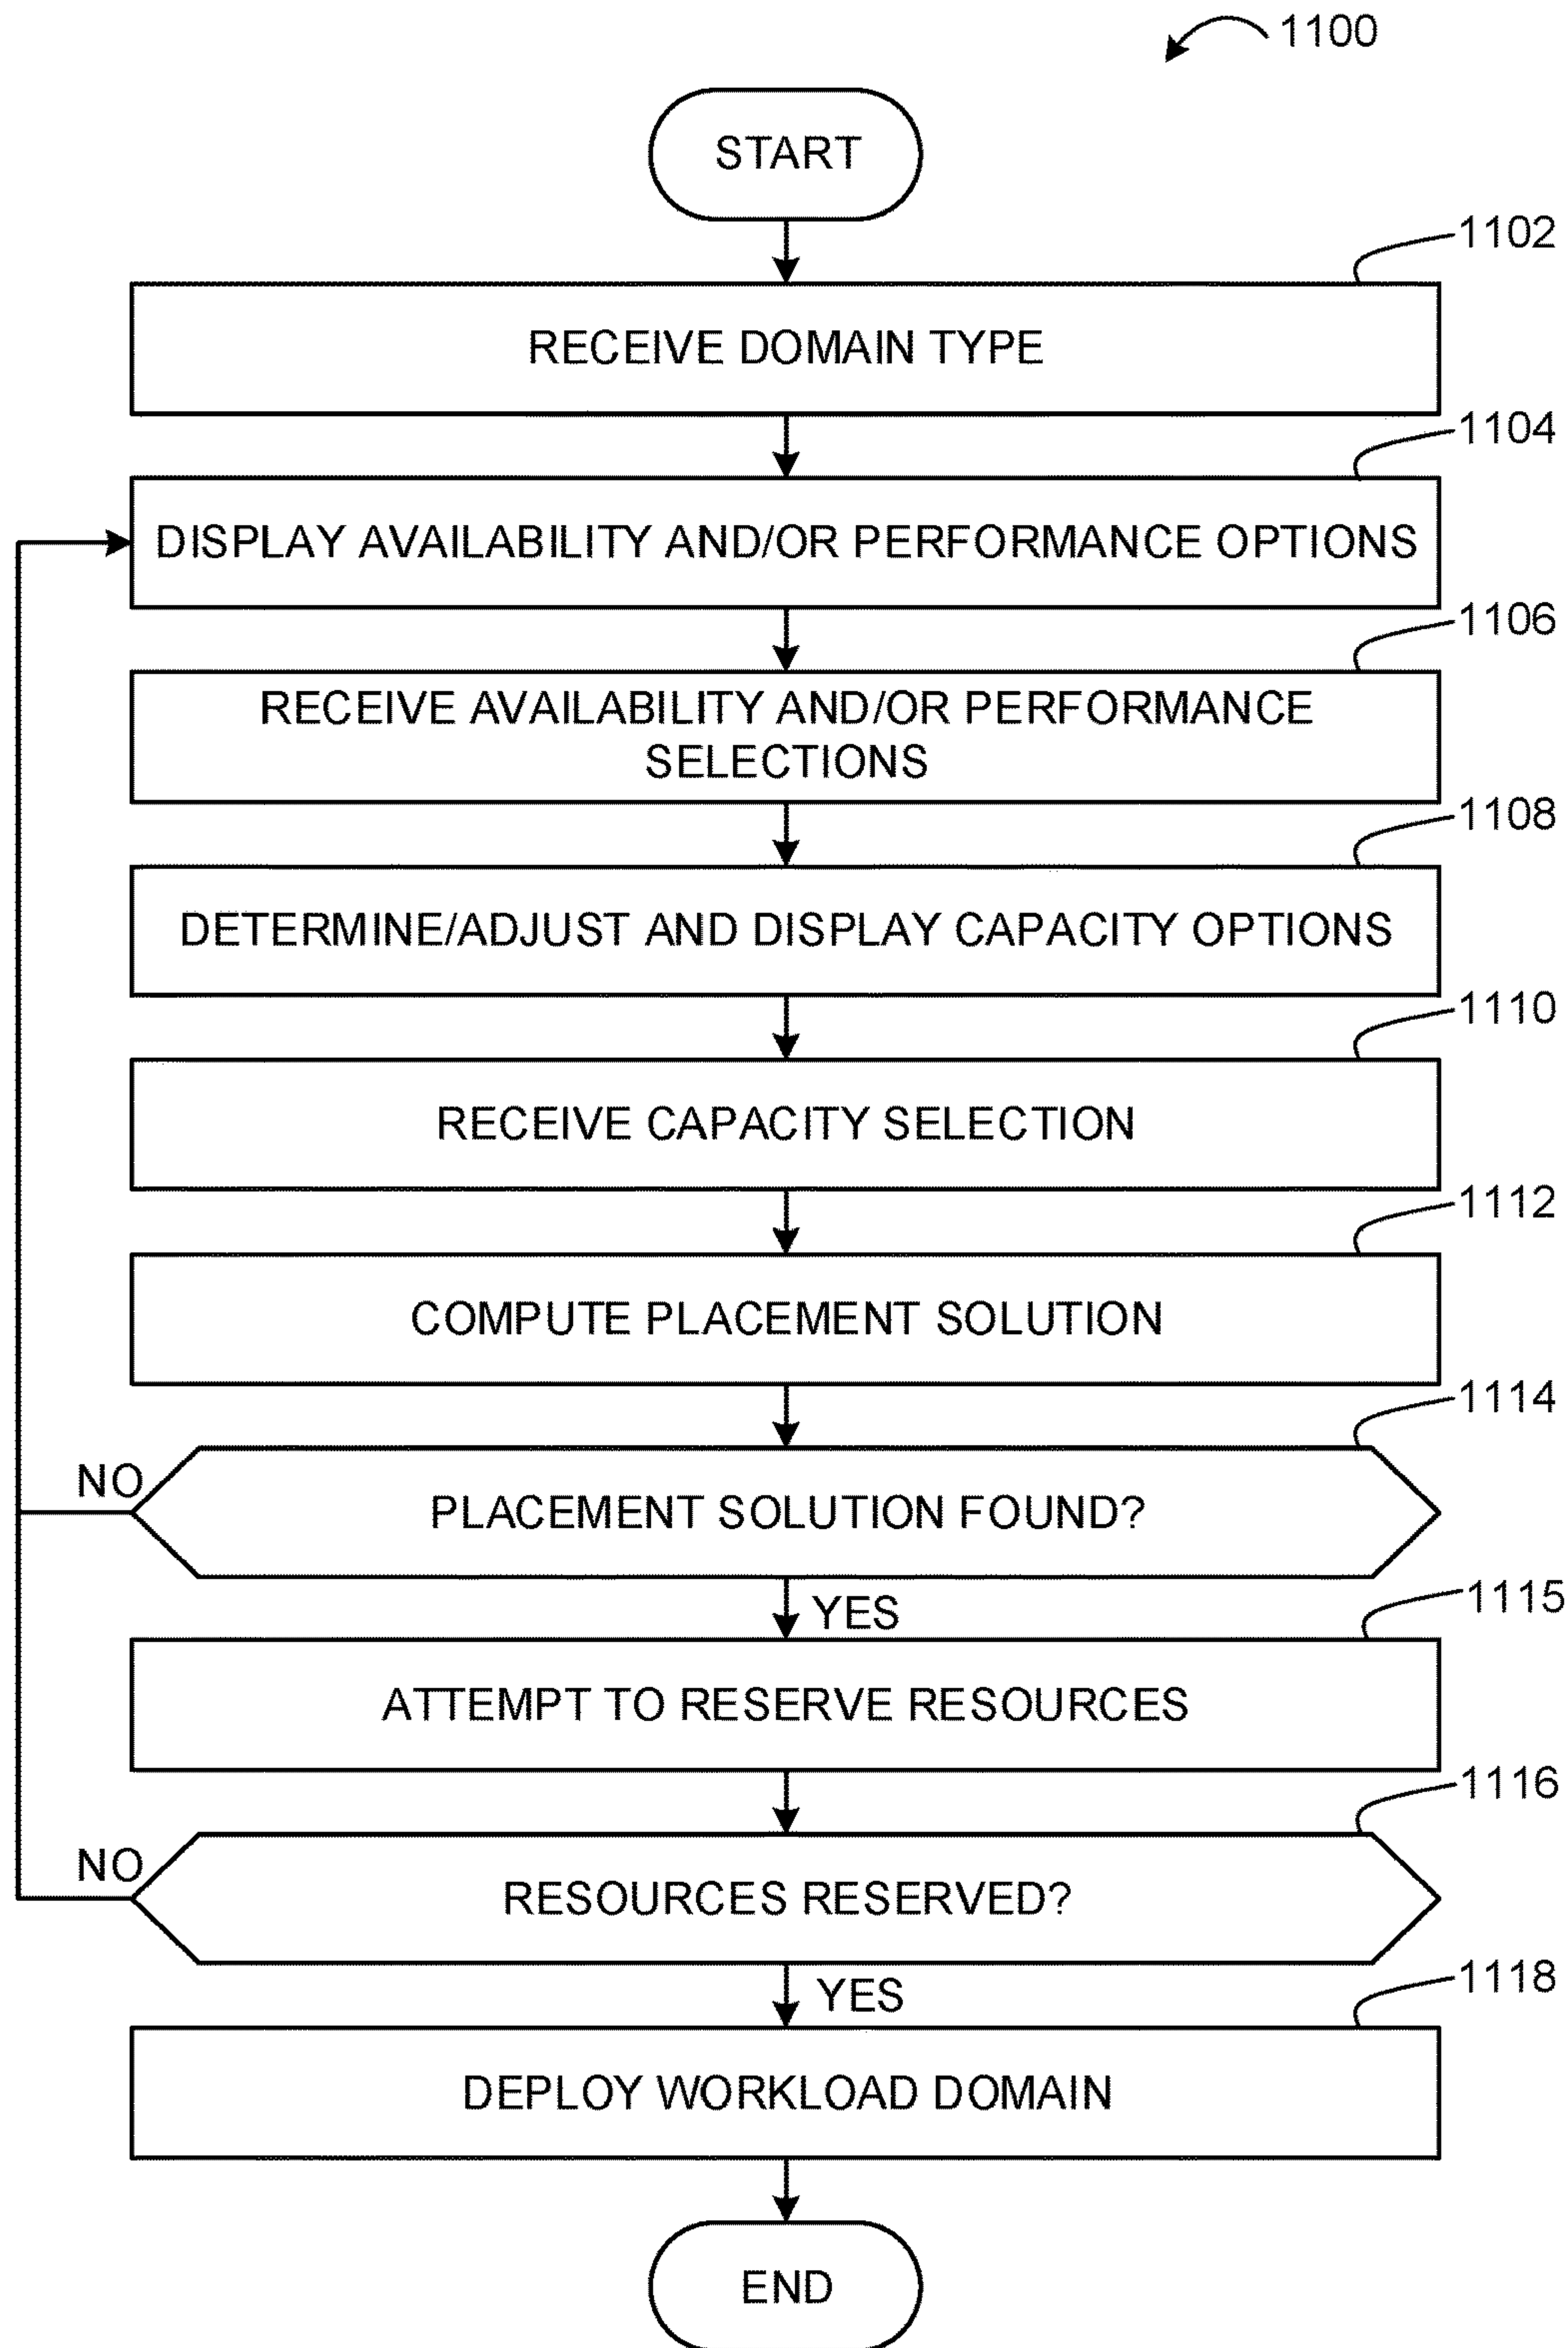 1100
START
1102
RECEIVE DOMAIN TYPE
1104
DISPLAY AVAILABILITY AND/OR PERFORMANCE OPTIONS
1106
RECEIVE AVAILABILITY AND/OR PERFORMANCE
SELECTIONS
1108
DETERMINE/ADJUST AND DISPLAY CAPACITY OPTIONS
1110
RECEIVE CAPACITY SELECTION
1112
COMPUTE PLACEMENT SOLUTION
1114
NO
PLACEMENT SOLUTION FOUND?
YES
1115
ATTEMPT TO RESERVE RESOURCES
1116
NO
RESOURCES RESERVED?
YES
1118
DEPLOY WORKLOAD DOMAIN
END